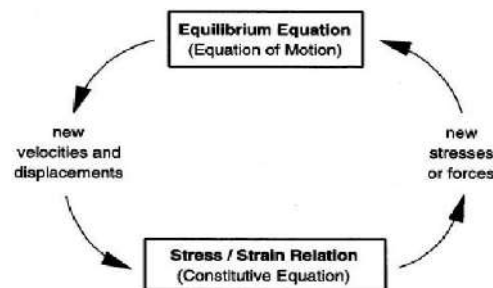 Equilibrium Equation
(Equation of Motion)
new
velocities and
displacements
new
stresses
or forces
Stress / Strain Relation
(Constitutive Equation)